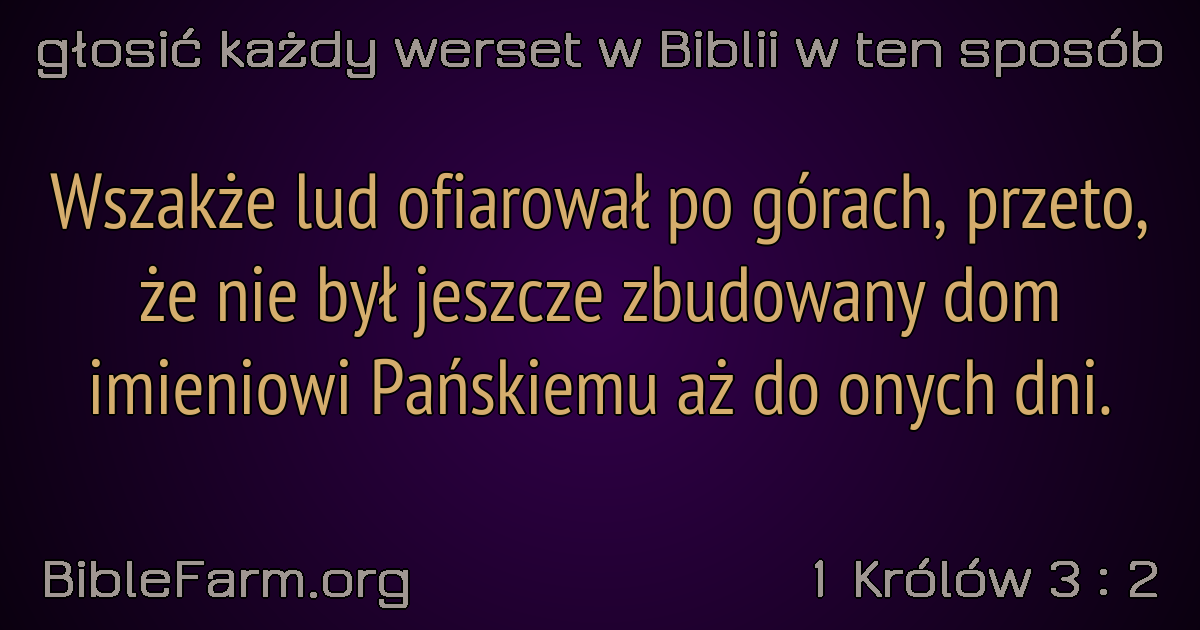 głosić każdy werset w Biblii w ten sposób
Wszakże lud ofiarował po górach, przeto,
że nie był jeszcze zbudowany dom
imieniowi Pańskiemu aż do onych dni.
BibleFarm.org
1 Królów 3 : 2